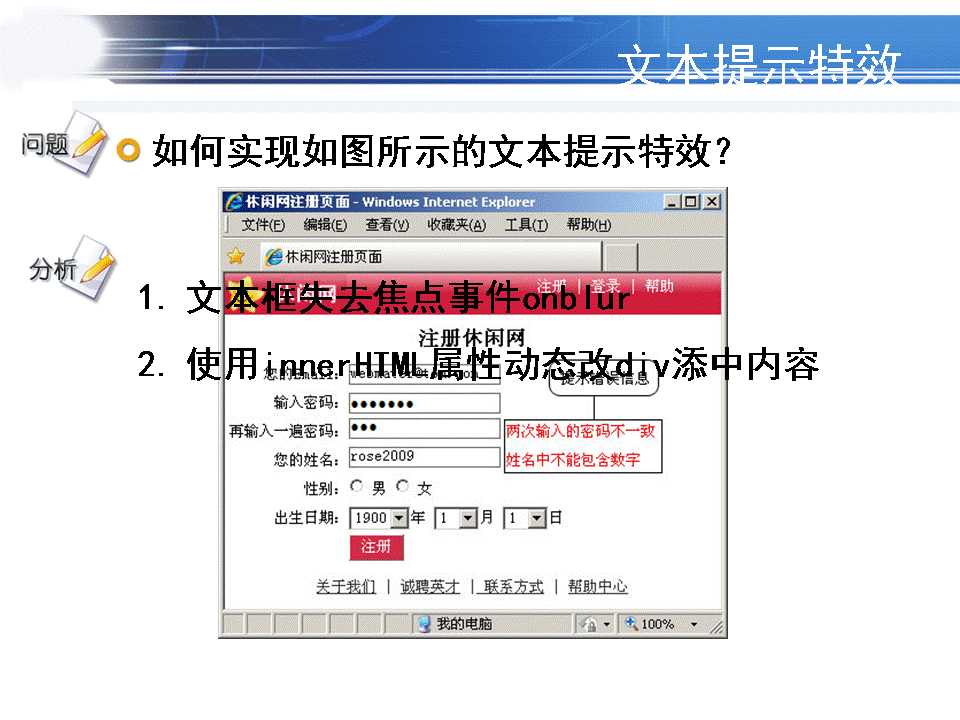 文本提示特效
问题
如何实现如图所示的文本提示特效？
休闲网注册页面 - Windows Internet Explorer
文件(F) 编辑(E) 查看(V) 收藏夹(A) 工具(T) 帮助(H)
休闲网注册页面
分析
注册 | 登录 | 帮助
1. 文本框失去焦点事件onblur
注册休闲网
2. 使用innerHTML属性动态改div添中内容
您的Email:
提示错误信息
输入密码: ●●●●●●●
再输入一遍密码: ●●●
两次输入的密码不一致
您的姓名: rose2009
姓名中不能包含数字
性别: 男 女
出生日期: 1900 年 1 月 1 日
注册
关于我们 | 诚聘英才 | 联系方式 | 帮助中心
我的电脑 100%